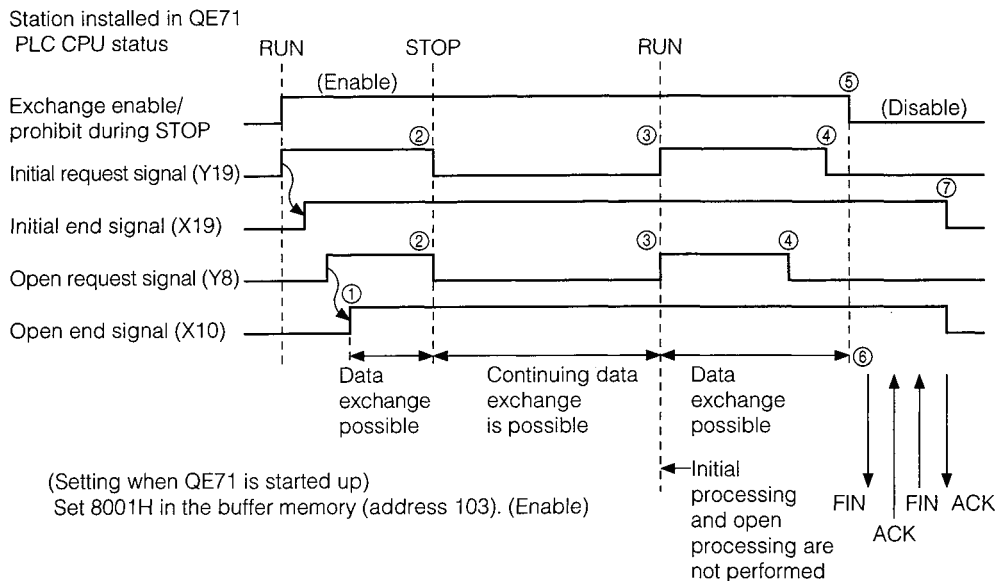 Station installed in QE71
PLC CPU status
RUN
STOP
RUN
(Enable)
⑤
Exchange enable/
prohibit during STOP
(Disable)
②
③
④
Initial request signal (Y19)
⑦
Initial end signal (X19)
②
③
④
Open request signal (Y8)
①
Open end signal (X10)
⑥
Data
exchange
possible
Continuing data
exchange
is possible
Data
exchange
possible
Initial
processing
and open
processing are
not performed
FIN
ACK
FIN
ACK
(Setting when QE71 is started up)
Set 8001H in the buffer memory (address 103). (Enable)